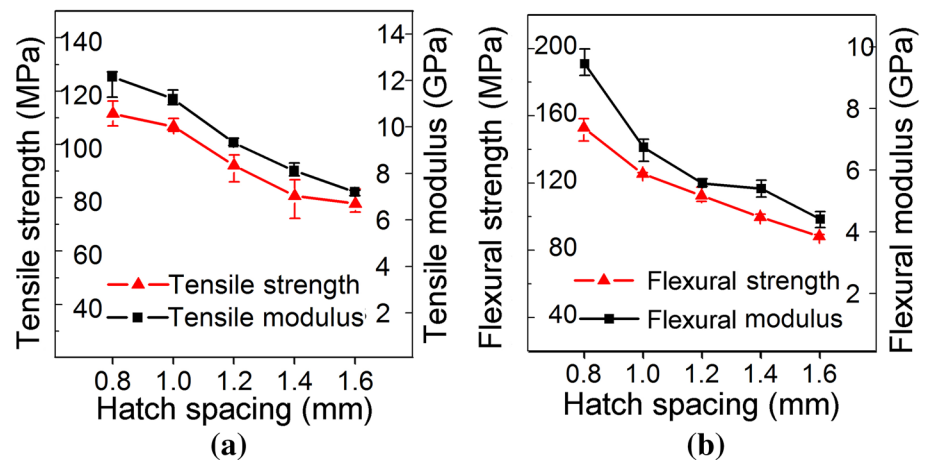 Tensile strength (MPa)
140
120
100
80
60
40
14
12
10
8
6
4
2
Tensile modulus (GPa)
Tensile strength
Tensile modulus
0.8 1.0 1.2 1.4 1.6
Hatch spacing (mm)
(a)
Flexural strength (MPa)
200
160
120
80
40
10
8
6
4
2
Flexural modulus (GPa)
Flexural strength
Flexural modulus
0.8 1.0 1.2 1.4 1.6
Hatch spacing (mm)
(b)